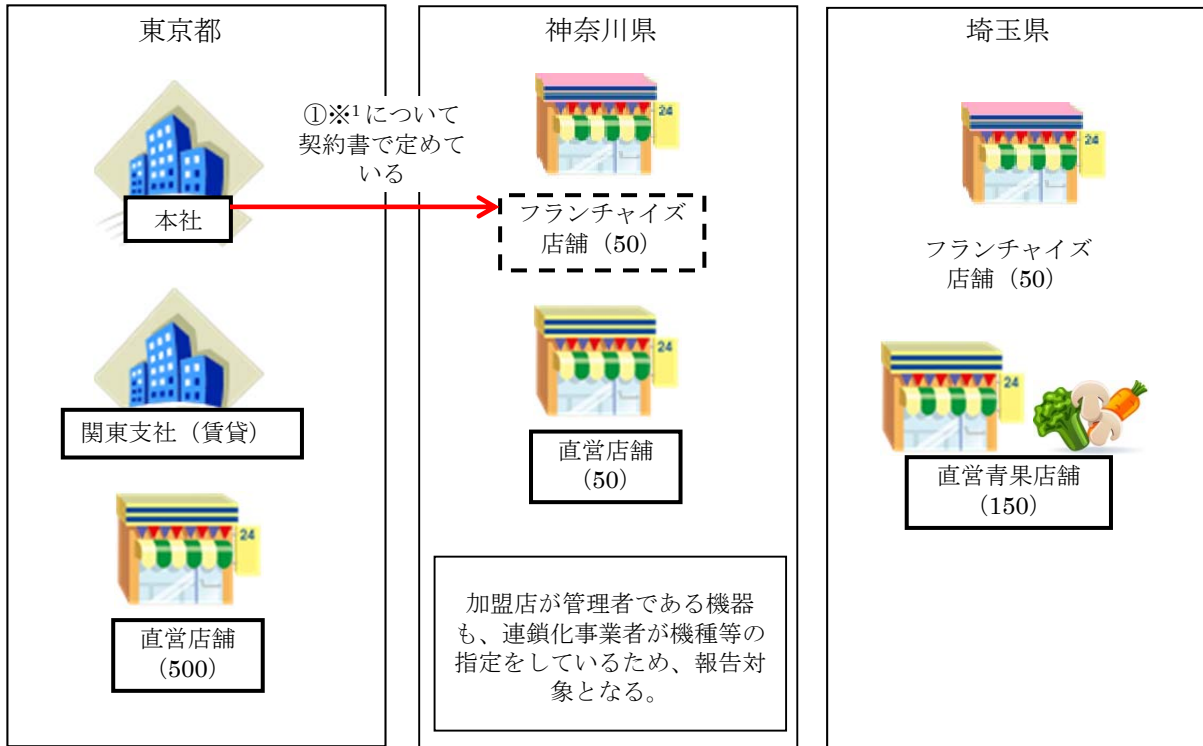 東京都
①※¹について
契約書で定めて
いる
本社
関東支社（賃貸）
24
直営店舗
（500）
神奈川県
24
フランチャイズ
店舗（50）
24
直営店舗
（50）
加盟店が管理者である機器
も、連鎖化事業者が機種等の
指定をしているため、報告対
象となる。
埼玉県
24
フランチャイズ
店舗（50）
24
直営青果店舗
（150）